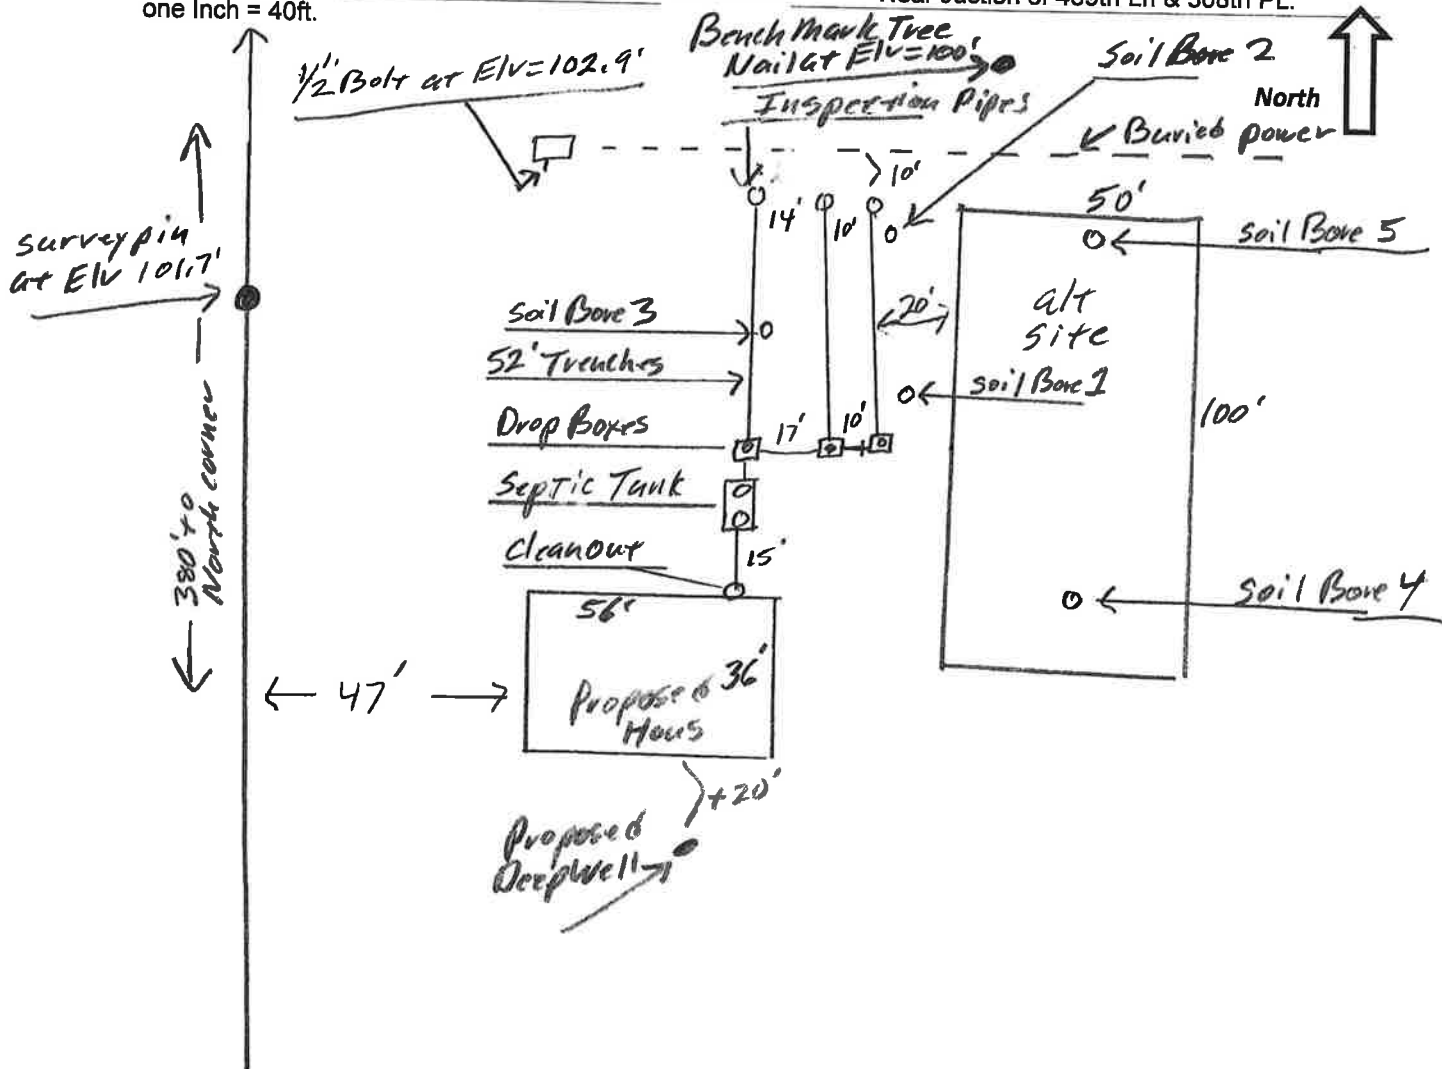 one Inch = 40ft.
1/2" Bolt at Elv=102.9'
Bench Mark Tree
Nail at Elv=100'
Inspection Pipes
Soil Bore 2
North
Buried power
10'
surveypin
at Elv 101.7'
14'
10'
50'
soil Bore 5
soil Bore 3
20'
alt
site
52' Trenches
soil Bore 1
Drop Boxes
17'
10'
100'
Septic Tank
Cleanout
15'
380' to
North corner
56'
Soil Bore 4
47'
36'
Proposed
Hous
+20'
Proposed
Deepwell